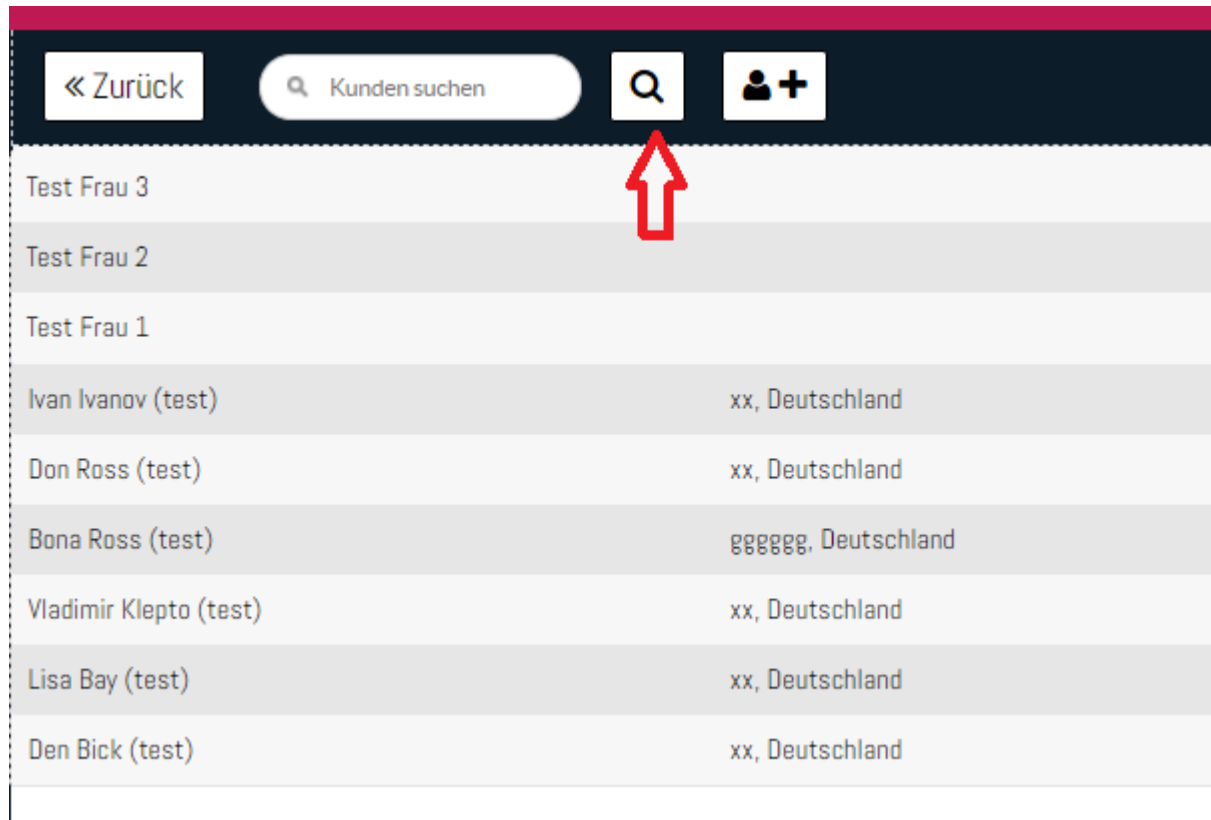 « Zurück
Kunden suchen
Test Frau 3
Test Frau 2
Test Frau 1
Ivan Ivanov (test)
xx, Deutschland
Don Ross (test)
xx, Deutschland
Bona Ross (test)
gggggg, Deutschland
Vladimir Klepto (test)
xx, Deutschland
Lisa Bay (test)
xx, Deutschland
Den Bick (test)
xx, Deutschland